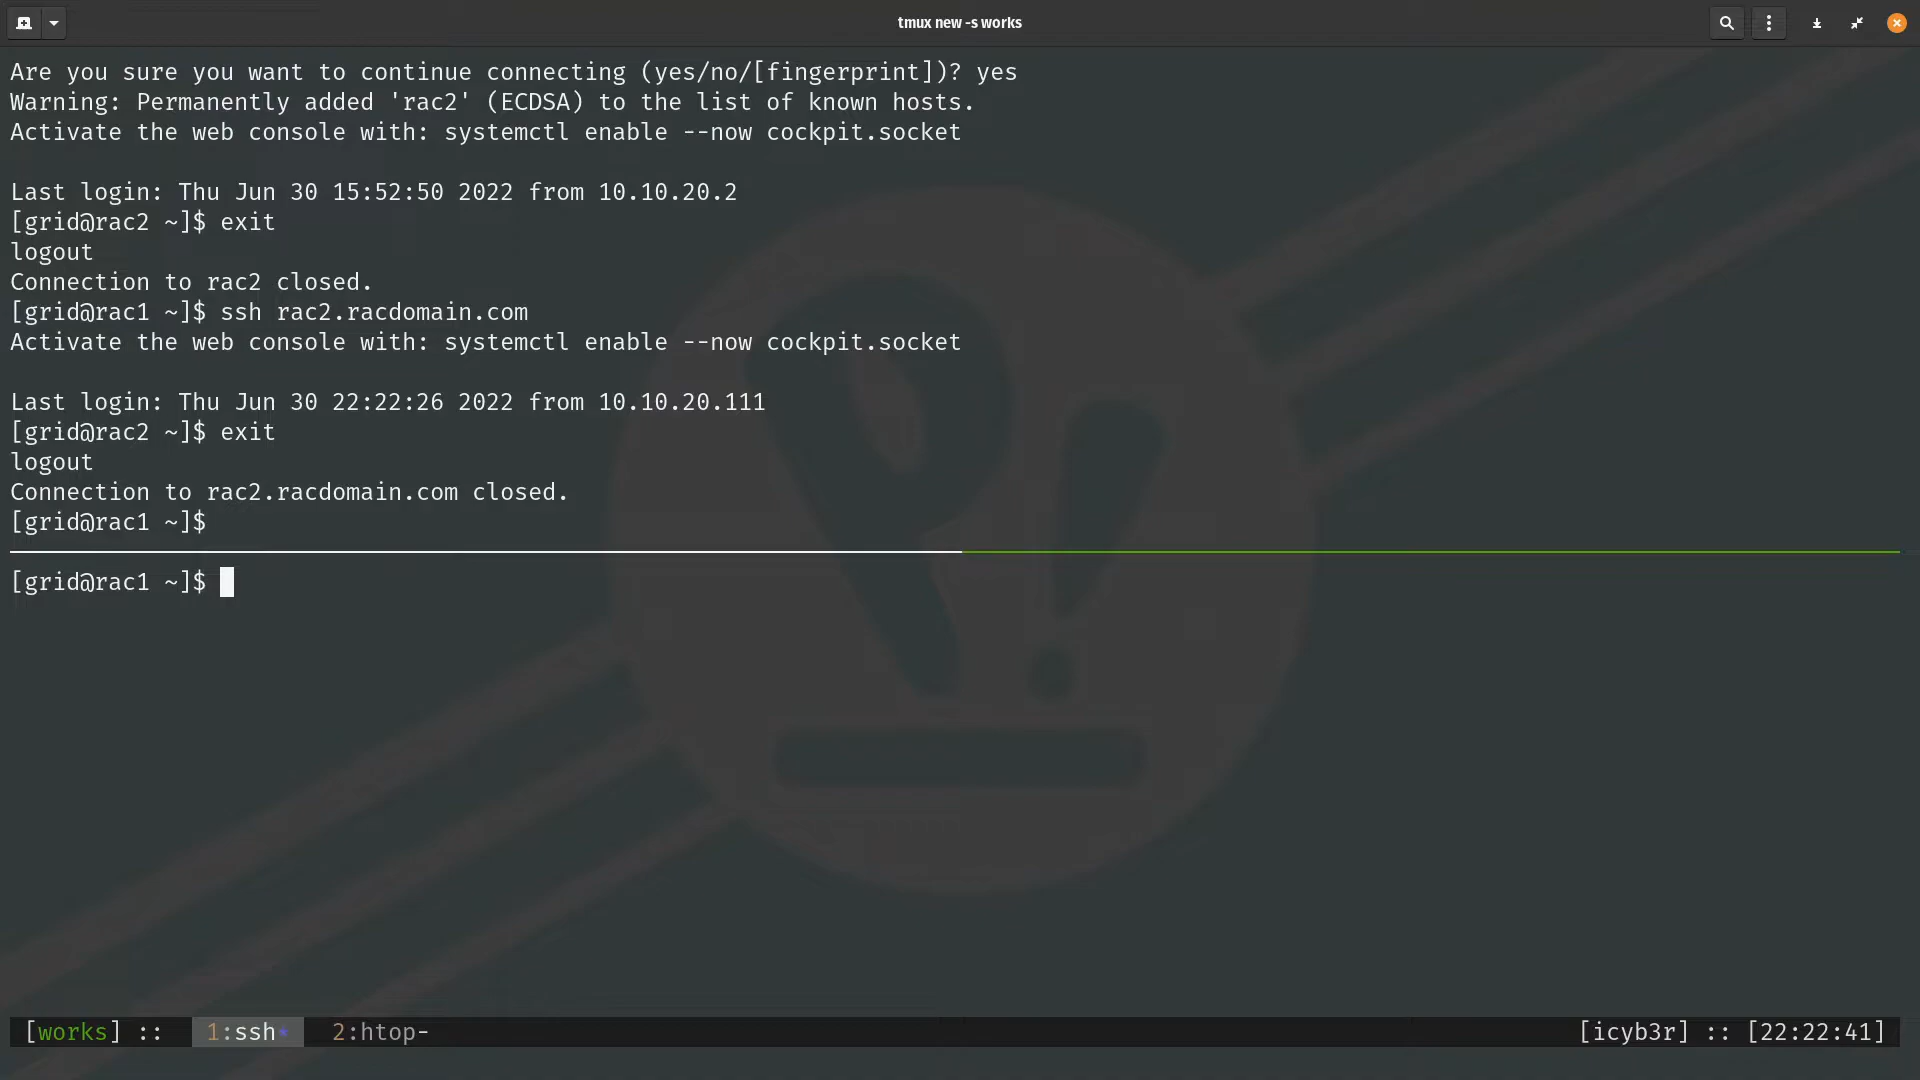 tmux new -s works
Are you sure you want to continue connecting (yes/no/[fingerprint])? yes
Warning: Permanently added 'rac2' (ECDSA) to the list of known hosts.
Activate the web console with: systemctl enable --now cockpit.socket
Last login: Thu Jun 30 15:52:50 2022 from 10.10.20.2
[grid@rac2 ~]$ exit
logout
Connection to rac2 closed.
[grid@rac1 ~]$ ssh rac2.racdomain.com
Activate the web console with: systemctl enable --now cockpit.socket
Last login: Thu Jun 30 22:22:26 2022 from 10.10.20.111
[grid@rac2 ~]$ exit
logout
Connection to rac2.racdomain.com closed.
[grid@rac1 ~]$
[grid@rac1 ~]$
[works] :: 1:ssh* 2:htop- [icyb3r] :: [22:22:41]